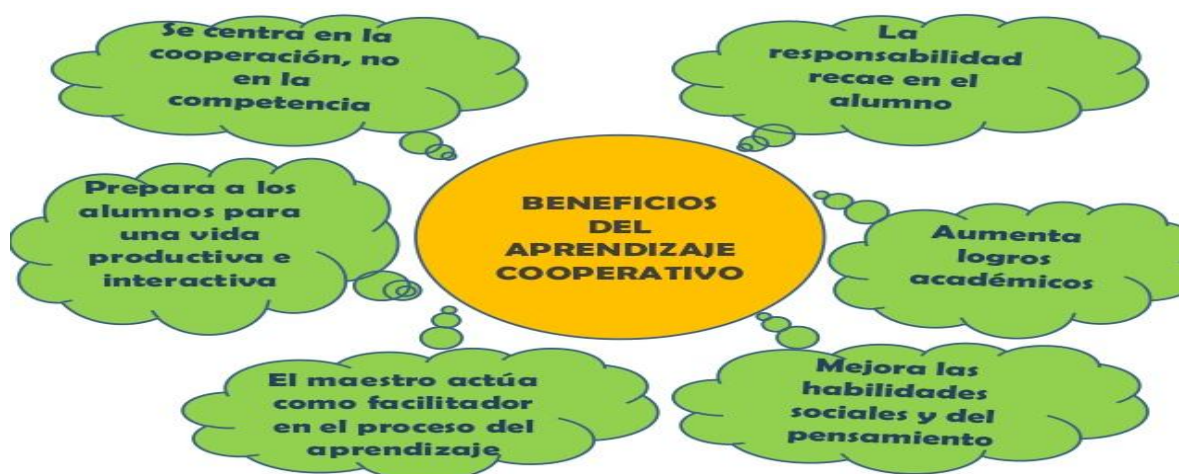 Se centra en la
cooperación, no
en la
competencia
La
responsabilidad
recae en el
alumno
Prepara a los
alumnos para
una vida
productiva e
interactiva
BENEFICIOS
DEL
APRENDIZAJE
COOPERATIVO
Aumenta
logros
académicos
El maestro actúa
como facilitador
en el proceso del
aprendizaje
Mejora las
habilidades
sociales y del
pensamiento